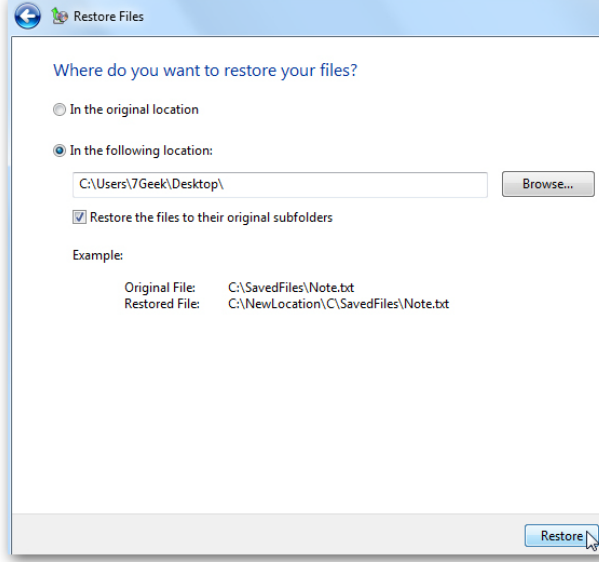 Restore Files
Where do you want to restore your files?
In the original location
In the following location:
C:\Users\7Geek\Desktop\ Browse...
Restore the files to their original subfolders
Example:
Original File: C:\SavedFiles\Note.txt
Restored File: C:\NewLocation\C\SavedFiles\Note.txt
Restore